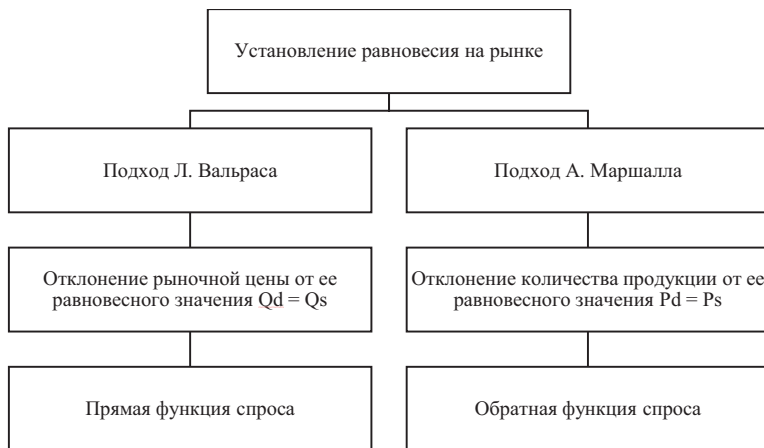 Установление равновесия на рынке
Подход Л. Вальраса
Подход А. Маршалла
Отклонение рыночной цены от ее
равновесного значения Qd = Qs
Отклонение количества продукции от ее
равновесного значения Pd = Ps
Прямая функция спроса
Обратная функция спроса